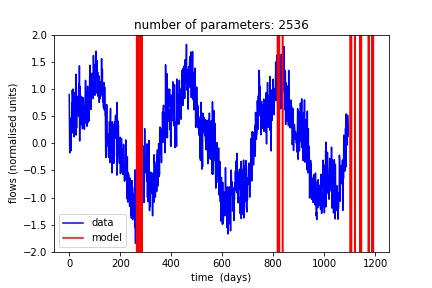 number of parameters: 2536
flows (normalised units)
2.0
1.5
1.0
0.5
0.0
−0.5
−1.0
−1.5
−2.0
data
model
0 200 400 600 800 1000 1200
time (days)